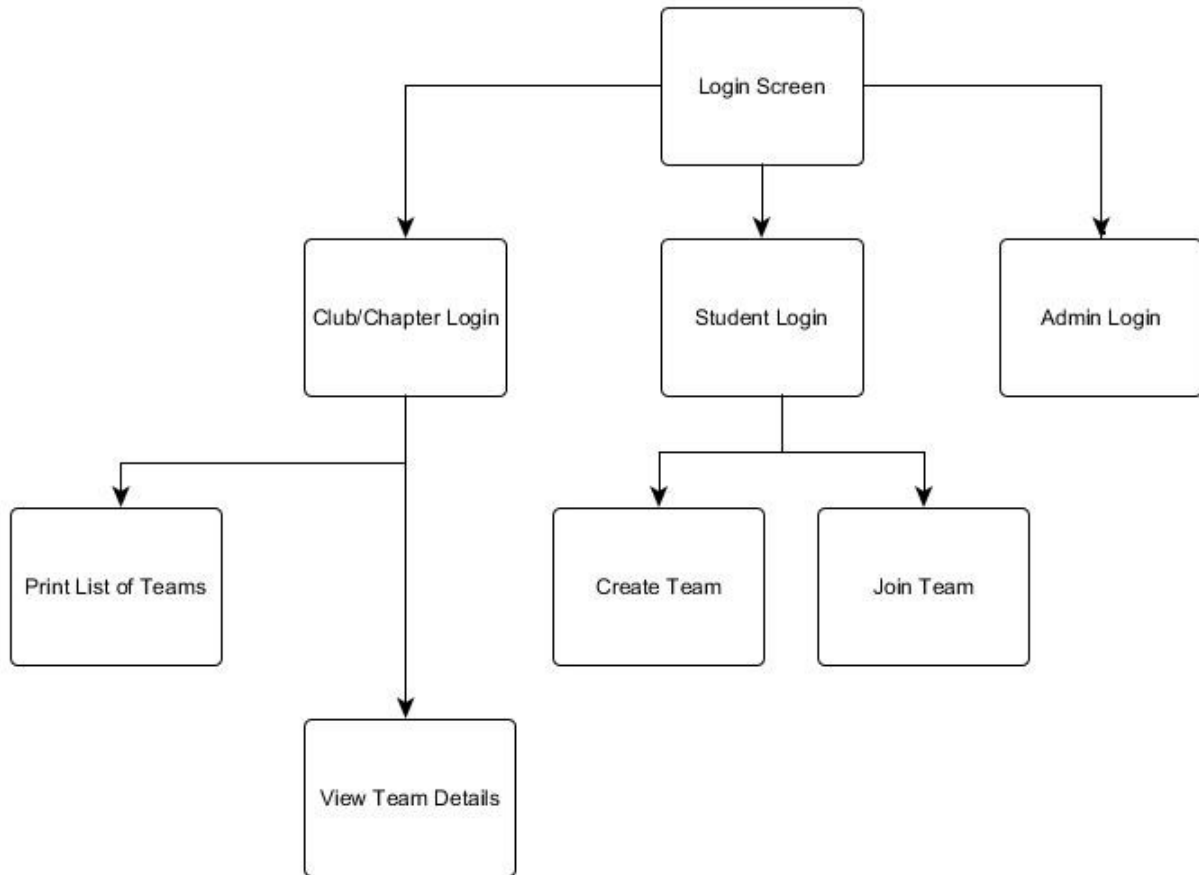 Login Screen
Club/Chapter Login
Student Login
Admin Login
Print List of Teams
Create Team
Join Team
View Team Details